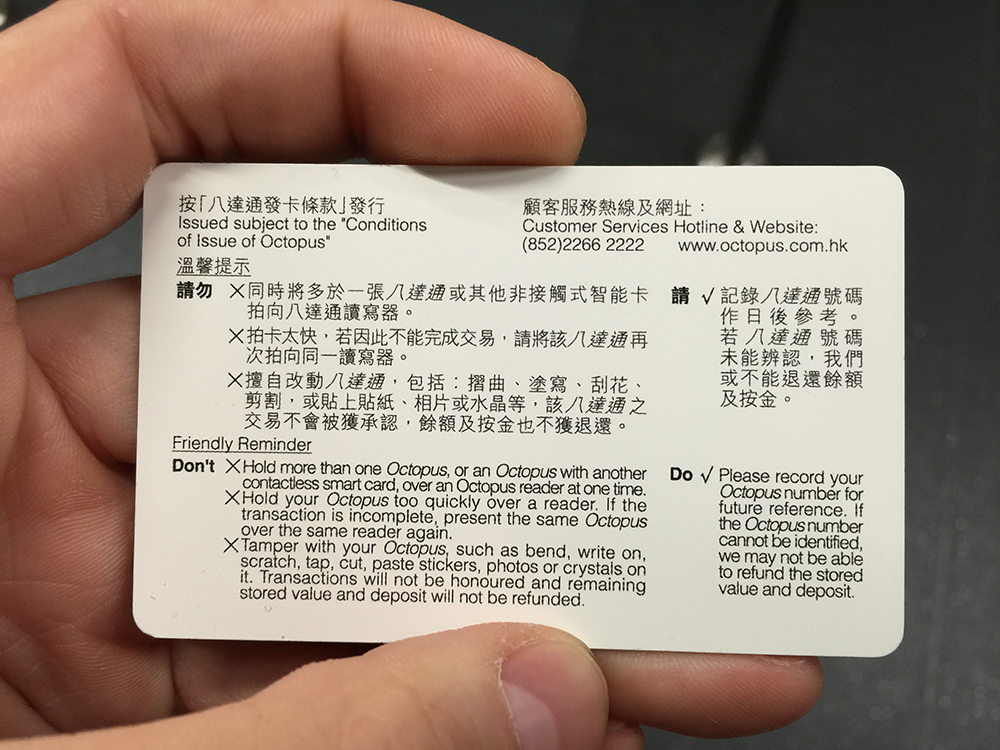 按「八達通發卡條款」發行
Issued subject to the "Conditions
of Issue of Octopus"
顧客服務熱線及網址：
Customer Services Hotline & Website:
(852)2266 2222 www.octopus.com.hk
溫馨提示
請勿 ×同時將多於一張八達通或其他非接觸式智能卡
拍向八達通讀寫器。
×拍卡太快，若因此不能完成交易，請將該八達通再
次拍向同一讀寫器。
×擅自改動八達通，包括：摺曲、塗寫、刮花、
剪割，或貼上貼紙、相片或水晶等，該八達通之
交易不會被獲承認，餘額及按金也不獲退還。
請 √ 記錄八達通號碼
作日後參考。
若八達通號碼
未能辨認，我們
或不能退還餘額
及按金。
Friendly Reminder
Don't ×Hold more than one Octopus, or an Octopus with another
contactless smart card, over an Octopus reader at one time.
×Hold your Octopus too quickly over a reader. If the
transaction is incomplete, present the same Octopus
over the same reader again.
×Tamper with your Octopus, such as bend, write on,
scratch, tap, cut, paste stickers, photos or crystals on
it. Transactions will not be honoured and remaining
stored value and deposit will not be refunded.
Do √ Please record your
Octopus number for
future reference. If
the Octopus number
cannot be identified,
we may not be able
to refund the stored
value and deposit.